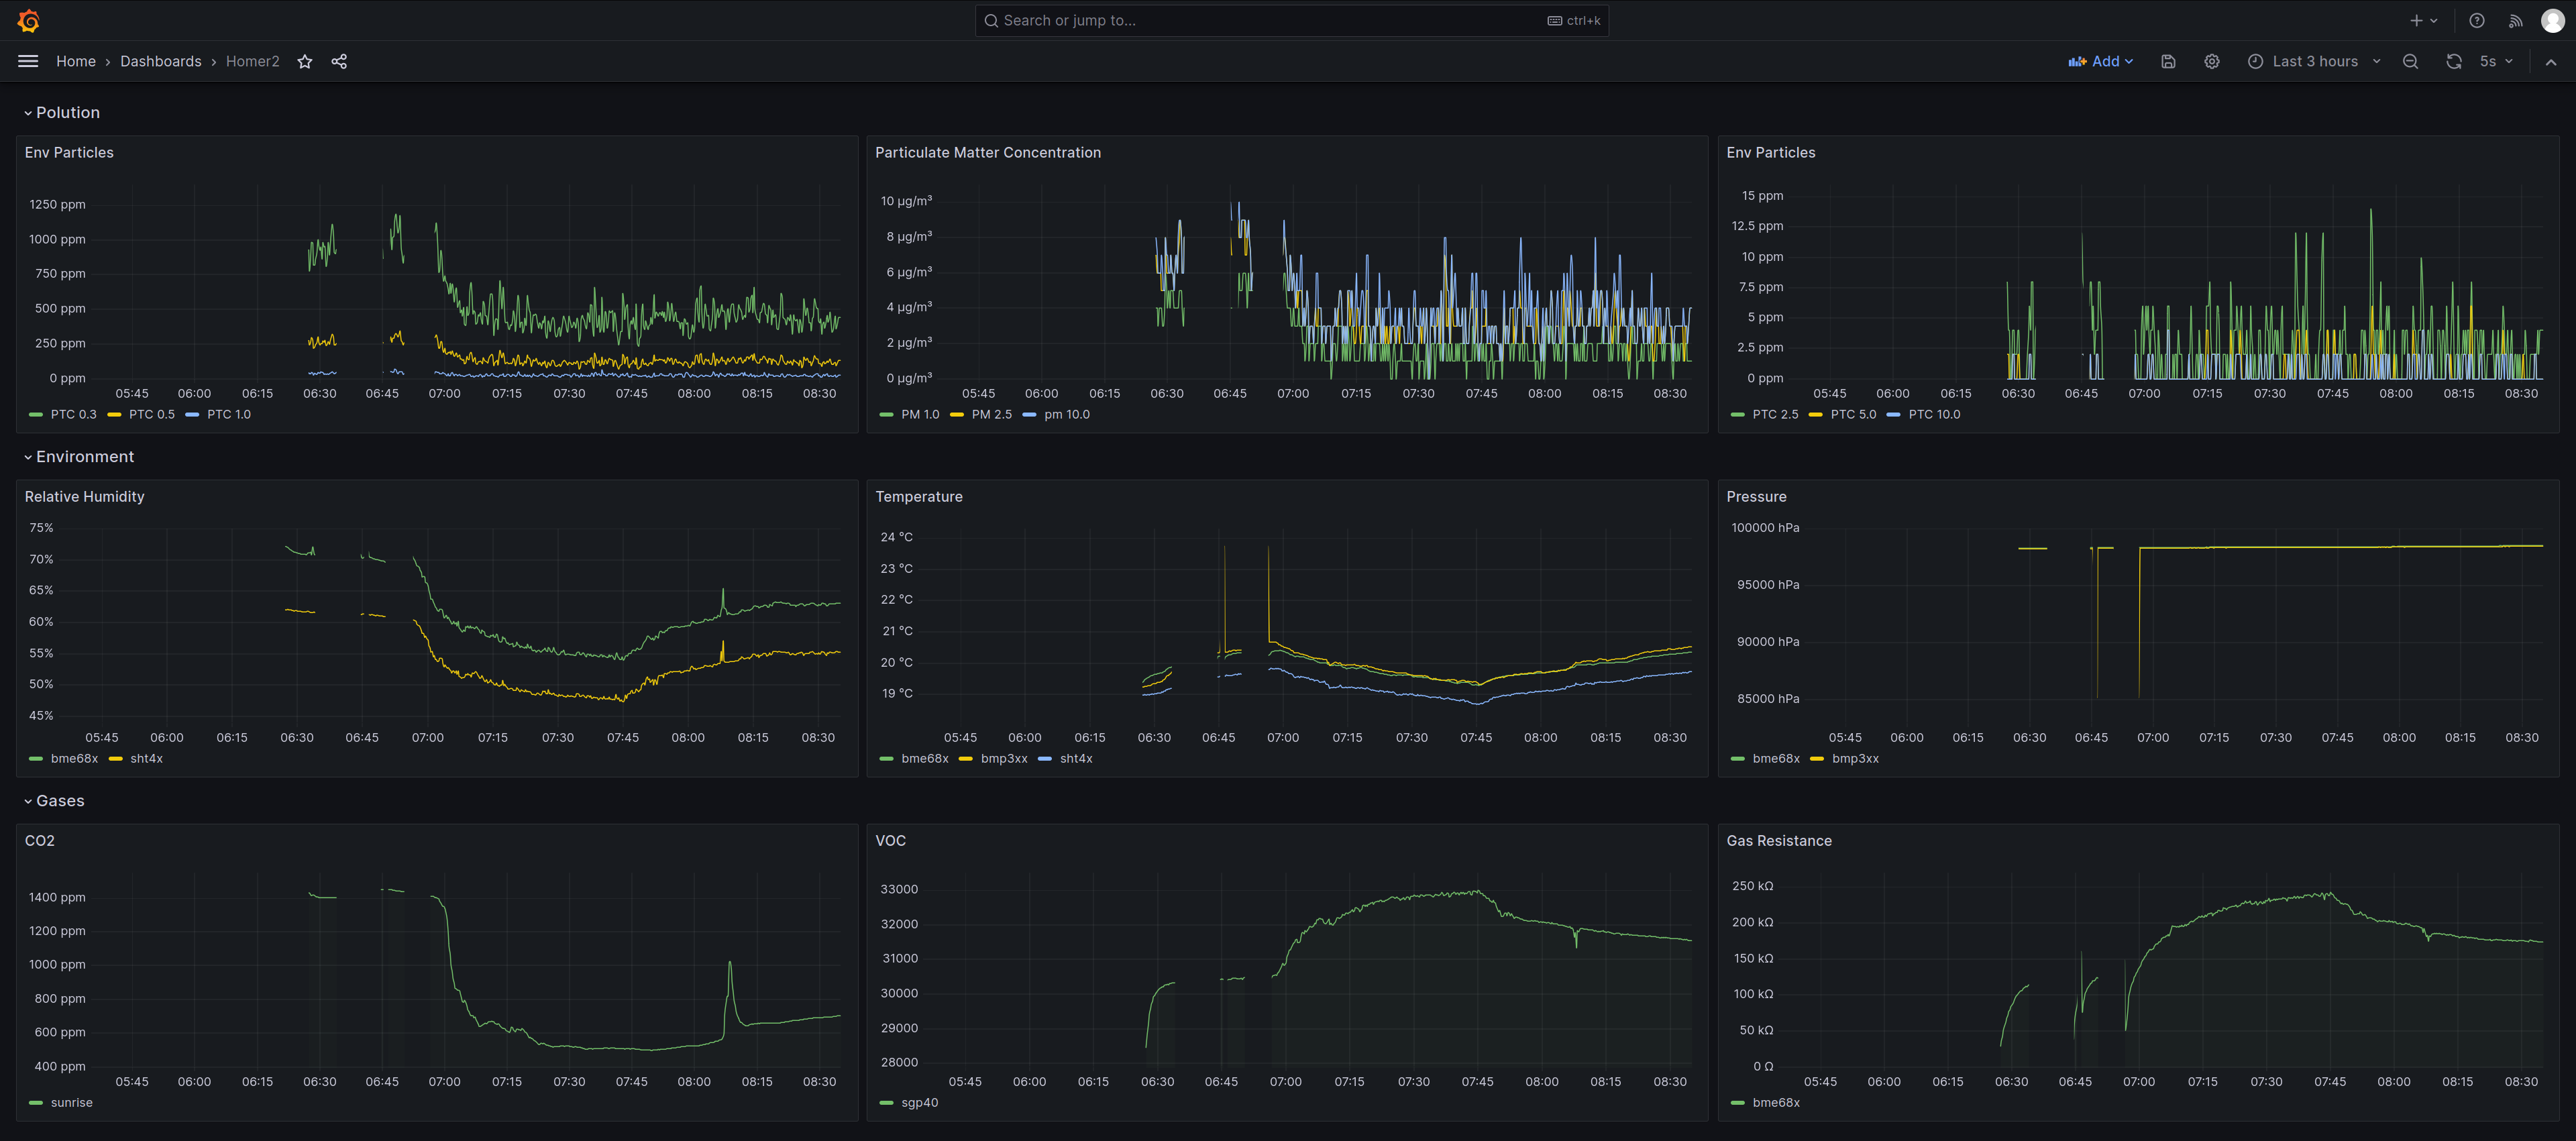 Search or jump to... ctrl+k
Home › Dashboards › Homer2 Add Last 3 hours 5s
Polution
Env Particles
1250 ppm
1000 ppm
750 ppm
500 ppm
250 ppm
0 ppm
05:45 06:00 06:15 06:30 06:45 07:00 07:15 07:30 07:45 08:00 08:15 08:30
PTC 0.3 PTC 0.5 PTC 1.0
Particulate Matter Concentration
10 μg/m³
8 μg/m³
6 μg/m³
4 μg/m³
2 μg/m³
0 μg/m³
05:45 06:00 06:15 06:30 06:45 07:00 07:15 07:30 07:45 08:00 08:15 08:30
PM 1.0 PM 2.5 pm 10.0
Env Particles
15 ppm
12.5 ppm
10 ppm
7.5 ppm
5 ppm
2.5 ppm
0 ppm
05:45 06:00 06:15 06:30 06:45 07:00 07:15 07:30 07:45 08:00 08:15 08:30
PTC 2.5 PTC 5.0 PTC 10.0
Environment
Relative Humidity
75%
70%
65%
60%
55%
50%
45%
05:45 06:00 06:15 06:30 06:45 07:00 07:15 07:30 07:45 08:00 08:15 08:30
bme68x sht4x
Temperature
24 °C
23 °C
22 °C
21 °C
20 °C
19 °C
05:45 06:00 06:15 06:30 06:45 07:00 07:15 07:30 07:45 08:00 08:15 08:30
bme68x bmp3xx sht4x
Pressure
100000 hPa
95000 hPa
90000 hPa
85000 hPa
05:45 06:00 06:15 06:30 06:45 07:00 07:15 07:30 07:45 08:00 08:15 08:30
bme68x bmp3xx
Gases
CO2
1400 ppm
1200 ppm
1000 ppm
800 ppm
600 ppm
400 ppm
05:45 06:00 06:15 06:30 06:45 07:00 07:15 07:30 07:45 08:00 08:15 08:30
sunrise
VOC
33000
32000
31000
30000
29000
28000
05:45 06:00 06:15 06:30 06:45 07:00 07:15 07:30 07:45 08:00 08:15 08:30
sgp40
Gas Resistance
250 kΩ
200 kΩ
150 kΩ
100 kΩ
50 kΩ
0 Ω
05:45 06:00 06:15 06:30 06:45 07:00 07:15 07:30 07:45 08:00 08:15 08:30
bme68x